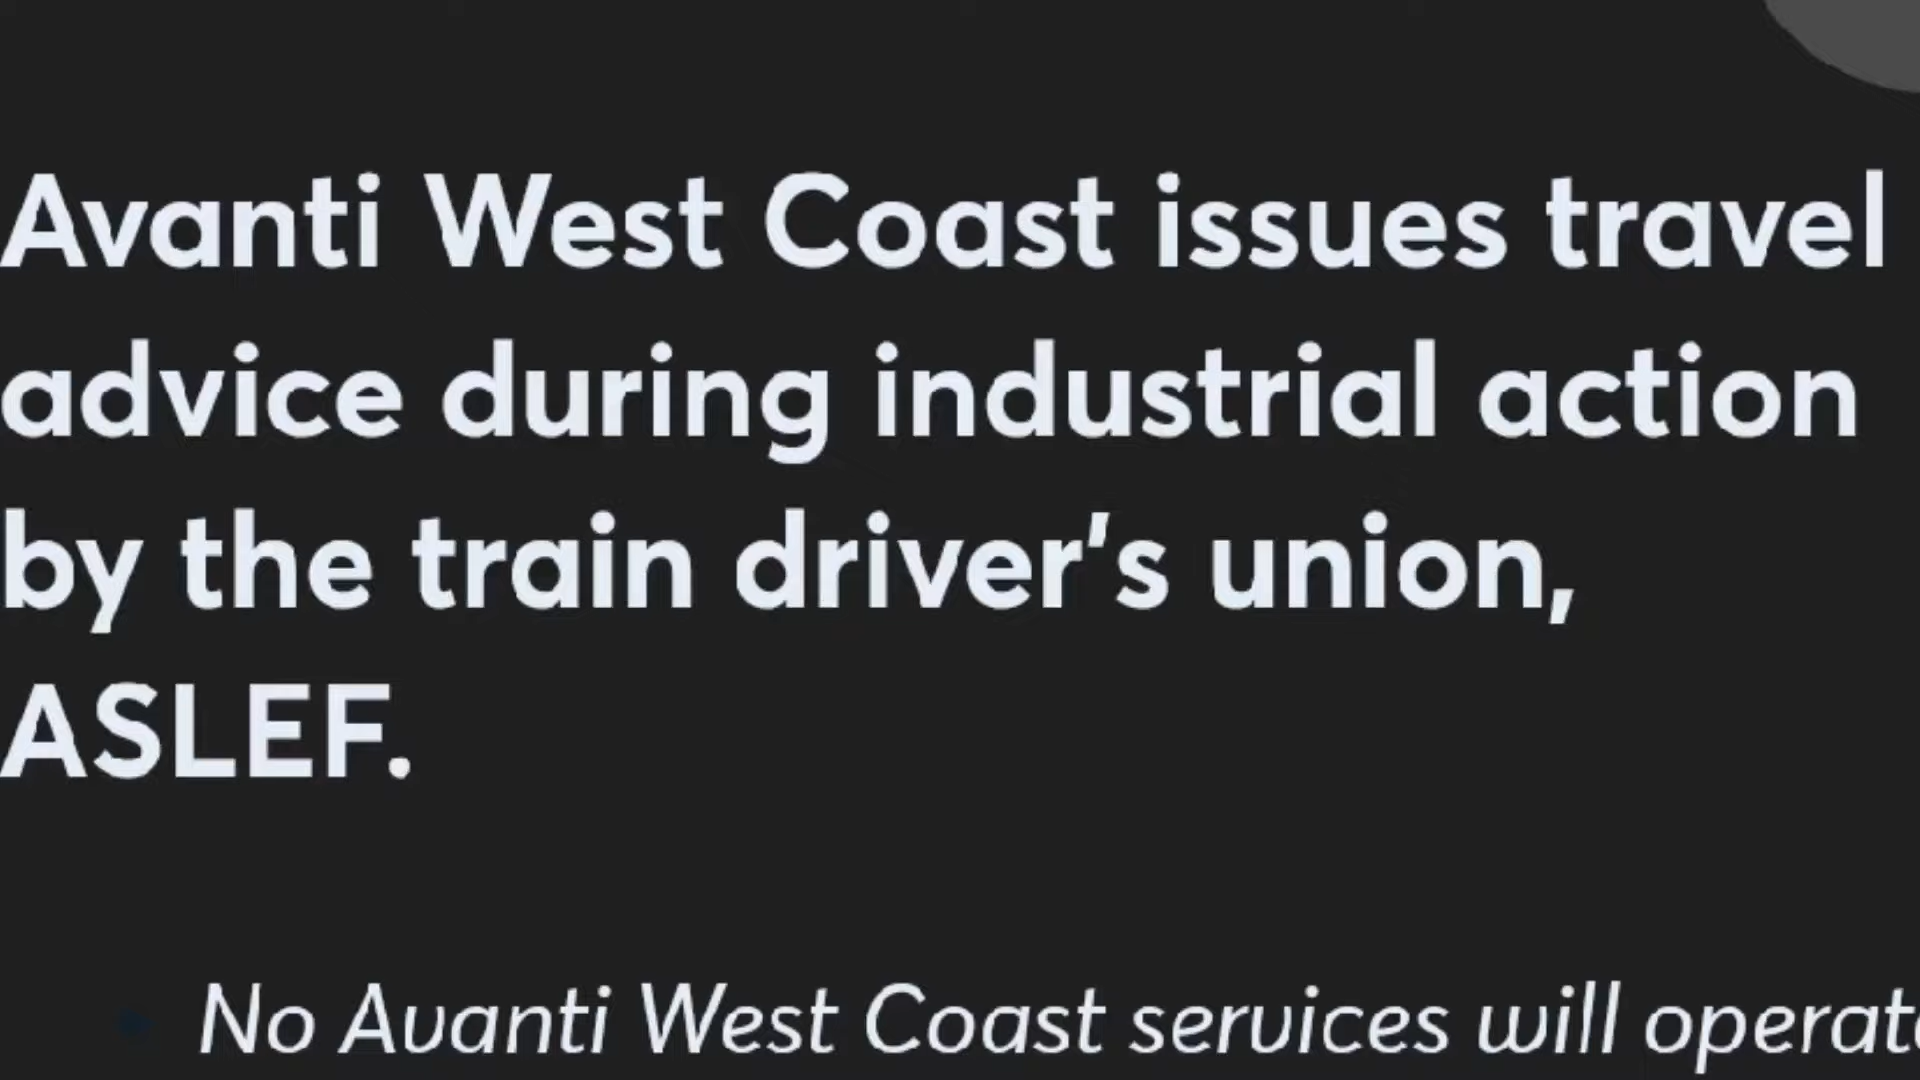 Avanti West Coast issues travel
advice during industrial action
by the train driver’s union,
ASLEF.
No Avanti West Coast services will